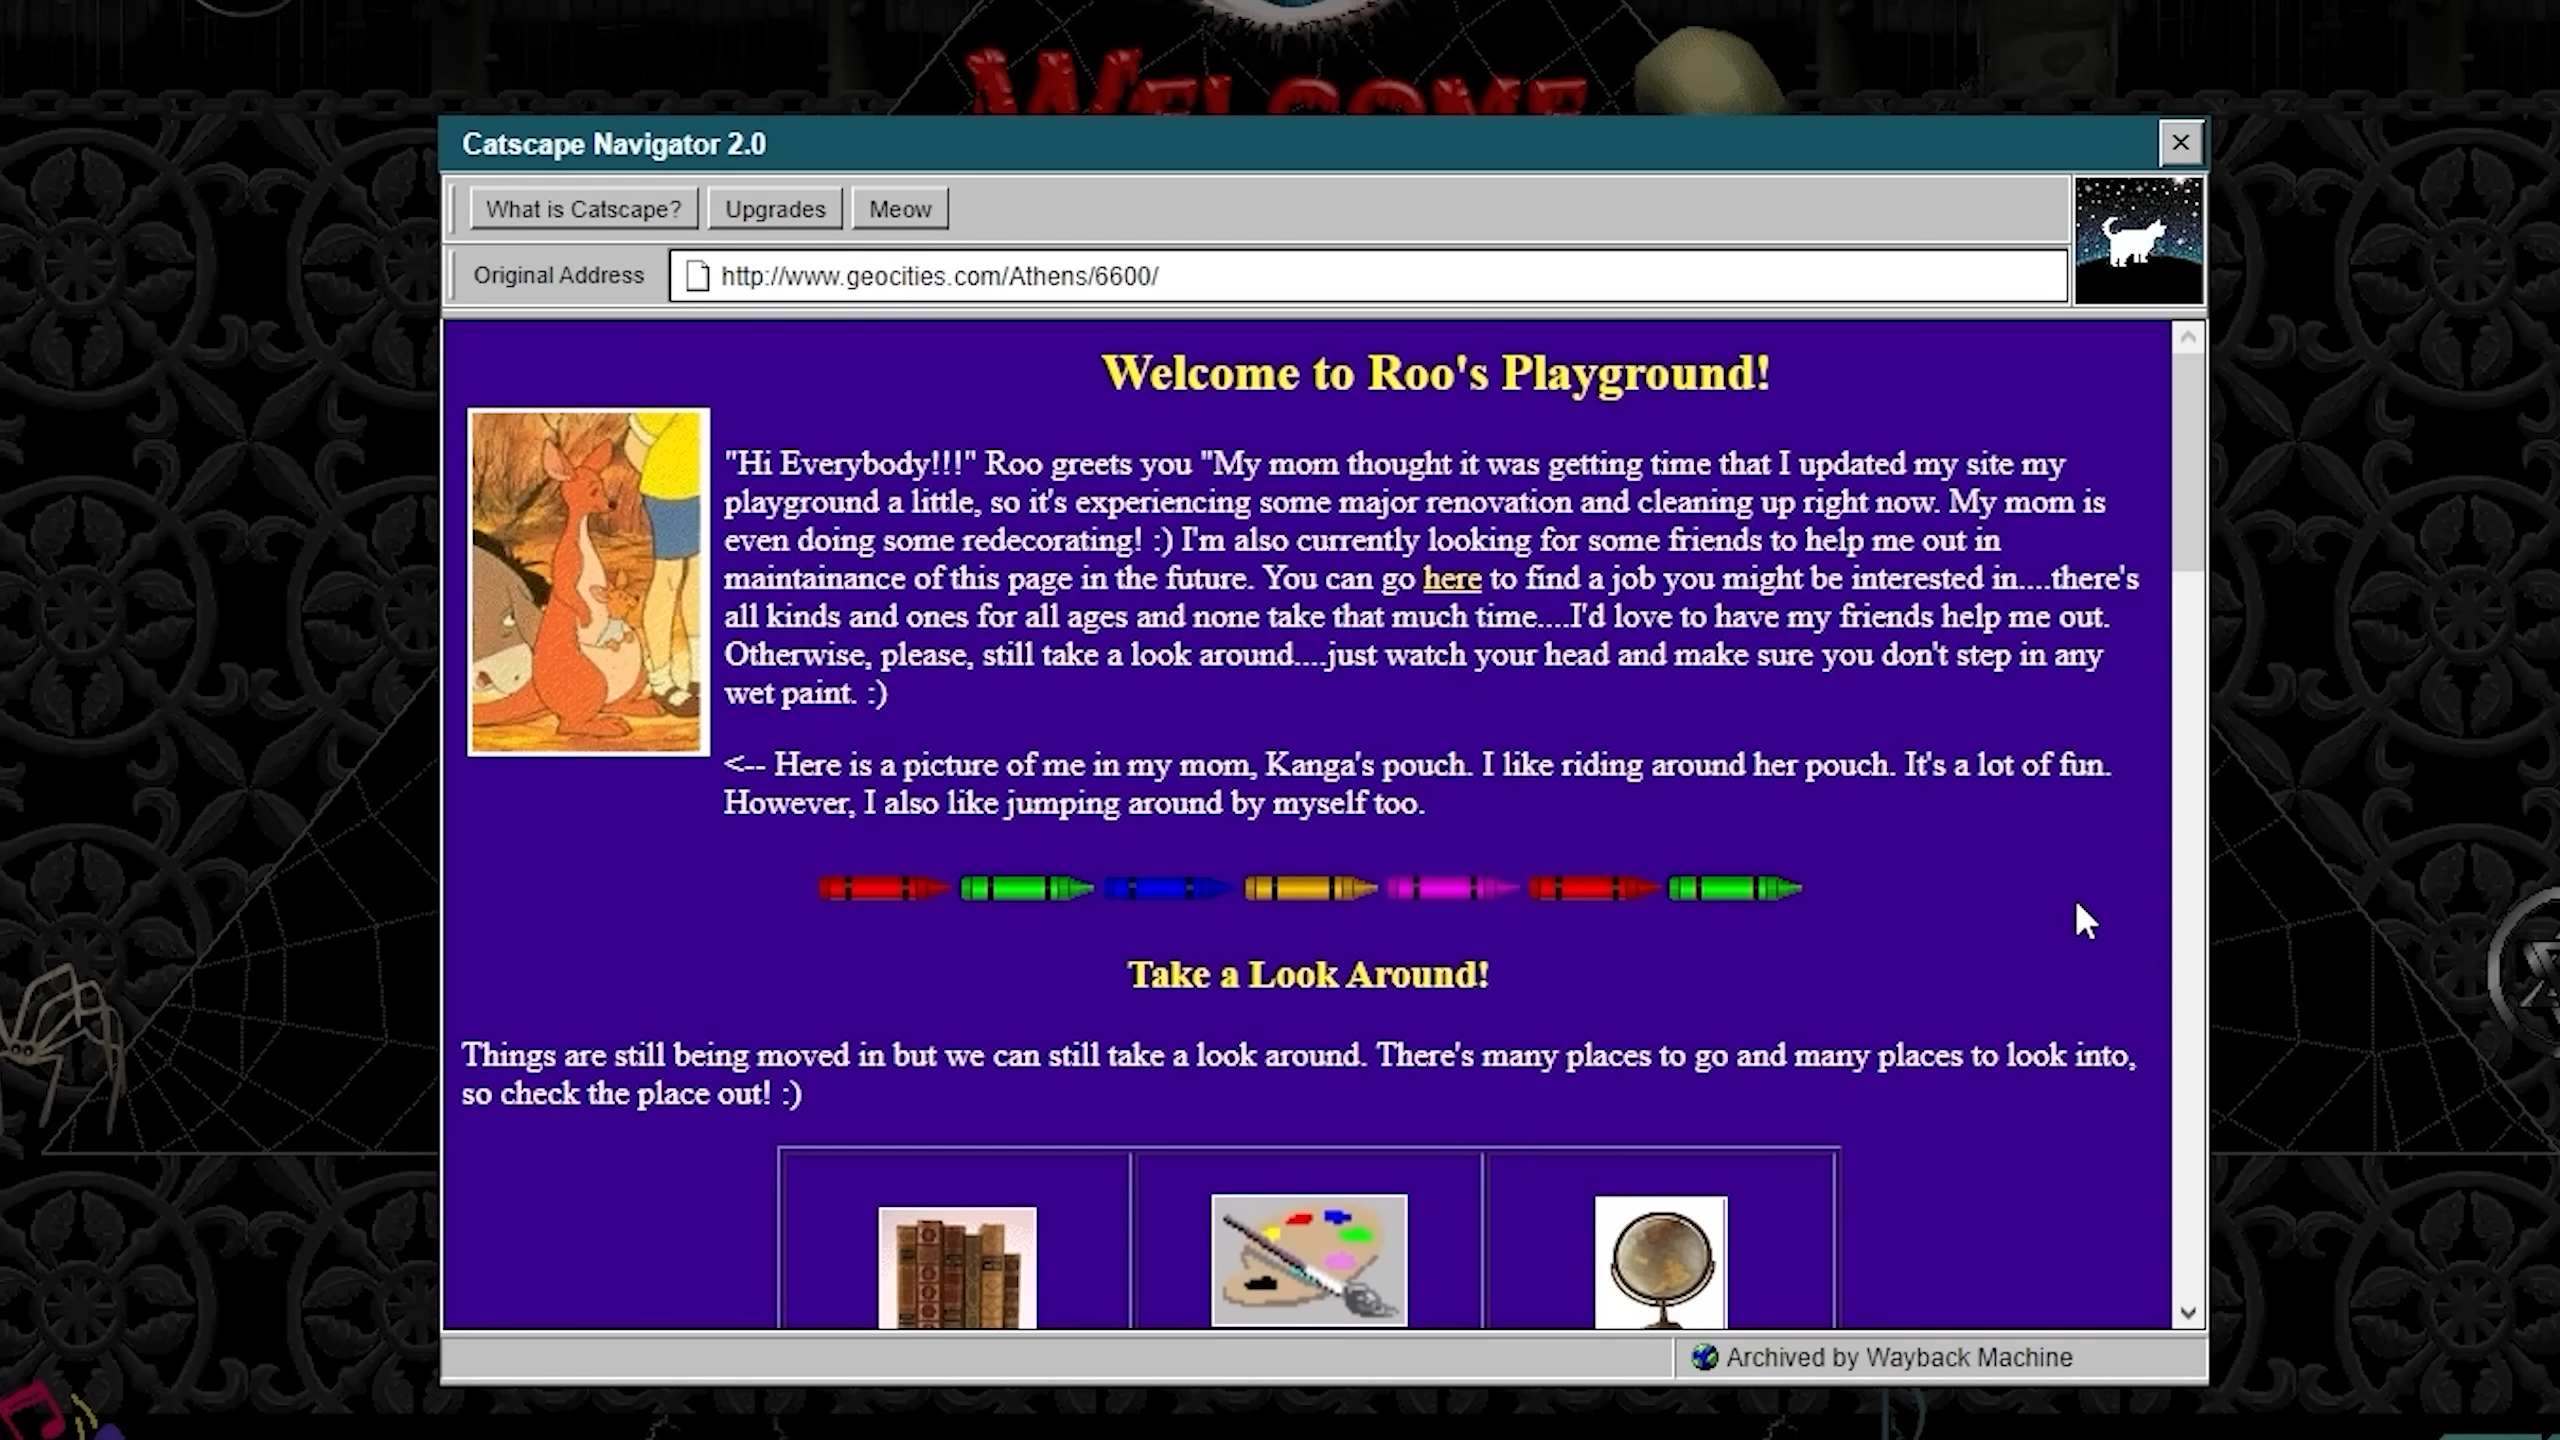 WELCOME
Catscape Navigator 2.0
What is Catscape?
Upgrades
Meow
Original Address
http://www.geocities.com/Athens/6600/
Welcome to Roo's Playground!
"Hi Everybody!!!" Roo greets you "My mom thought it was getting time that I updated my site my
playground a little, so it's experiencing some major renovation and cleaning up right now. My mom is
even doing some redecorating! :) I'm also currently looking for some friends to help me out in
maintainance of this page in the future. You can go here to find a job you might be interested in....there's
all kinds and ones for all ages and none take that much time....I'd love to have my friends help me out.
Otherwise, please, still take a look around....just watch your head and make sure you don't step in any
wet paint. :)
<-- Here is a picture of me in my mom, Kanga's pouch. I like riding around her pouch. It's a lot of fun.
However, I also like jumping around by myself too.
Take a Look Around!
Things are still being moved in but we can still take a look around. There's many places to go and many places to look into,
so check the place out! :)
Archived by Wayback Machine